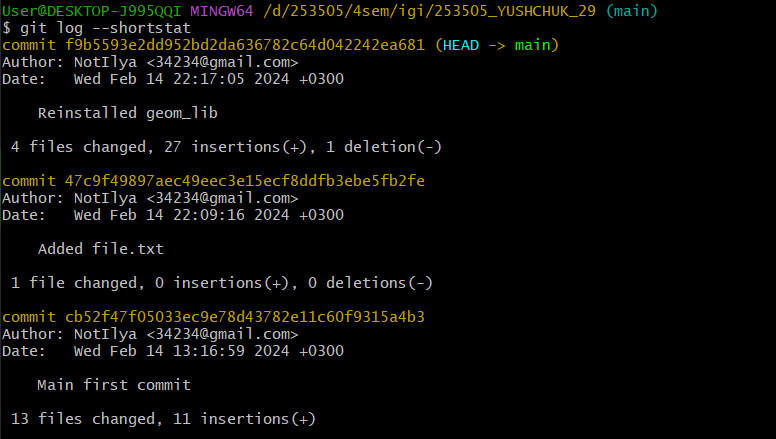 User@DESKTOP-J995QQI MINGW64 /d/253505/4sem/igi/253505_YUSHCHUK_29 (main)
$ git log --shortstat
commit f9b5593e2dd952bd2da636782c64d042242ea681 (HEAD -> main)
Author: NotIlya <34234@gmail.com>
Date:   Wed Feb 14 22:17:05 2024 +0300
    Reinstalled geom_lib
 4 files changed, 27 insertions(+), 1 deletion(-)
commit 47c9f49897aec49eec3e15ecf8ddfb3ebe5fb2fe
Author: NotIlya <34234@gmail.com>
Date:   Wed Feb 14 22:09:16 2024 +0300
    Added file.txt
 1 file changed, 0 insertions(+), 0 deletions(-)
commit cb52f47f05033ec9e78d43782e11c60f9315a4b3
Author: NotIlya <34234@gmail.com>
Date:   Wed Feb 14 13:16:59 2024 +0300
    Main first commit
 13 files changed, 11 insertions(+)